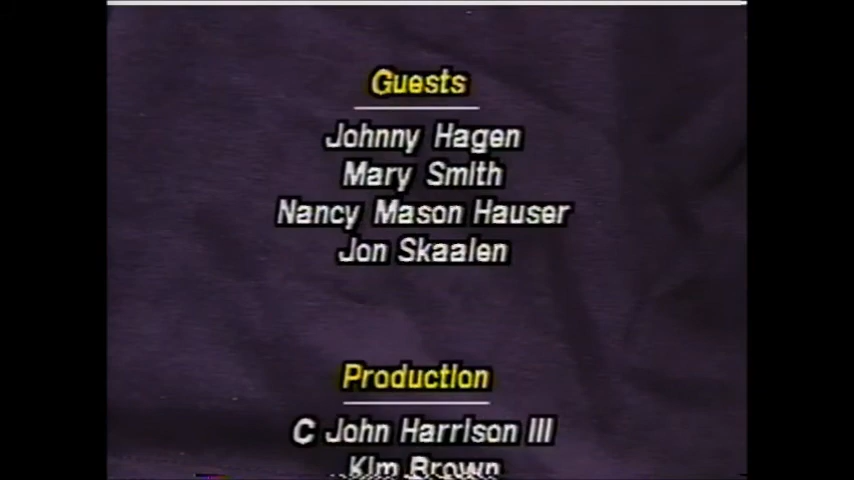 Guests
Johnny Hagen
Mary Smith
Nancy Mason Hauser
Jon Skaalen
Production
C John Harrison III
Kim Brown